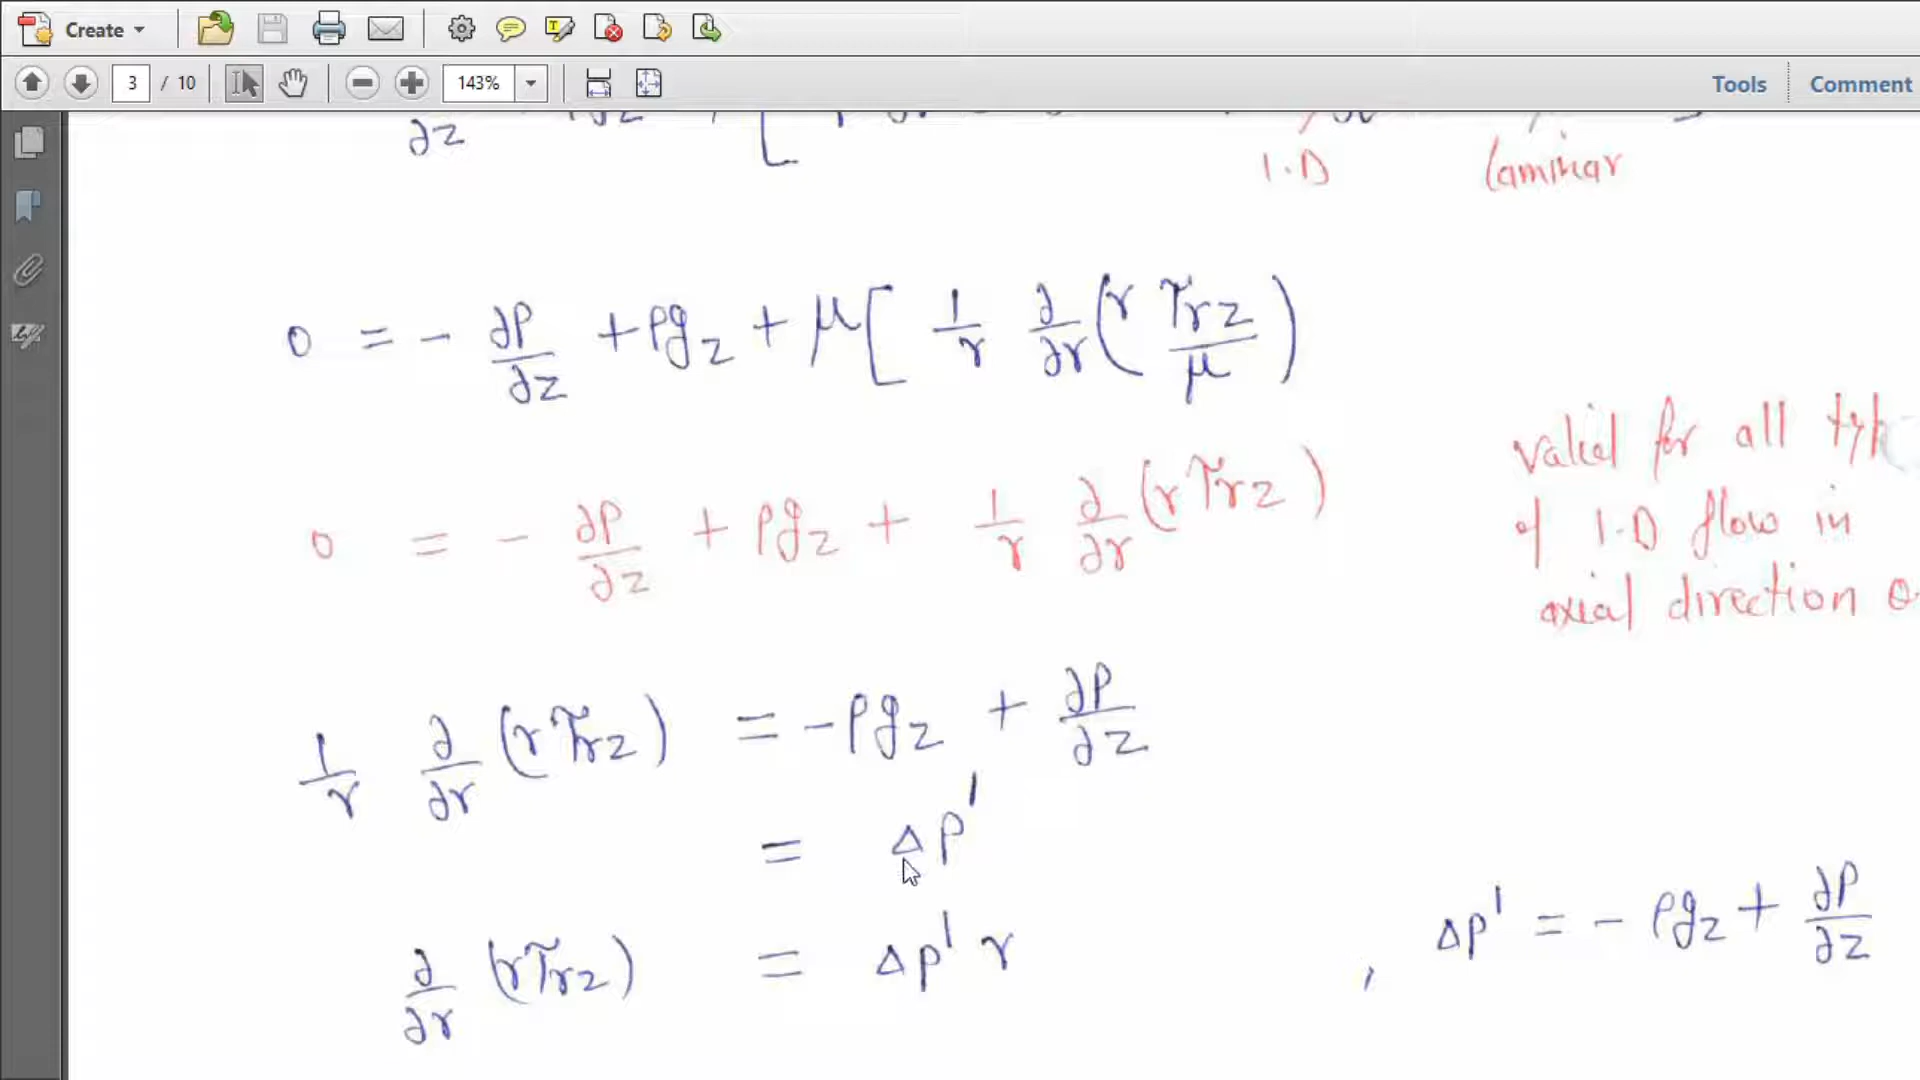 Create
3 / 10 143% Tools Comment
∂z
1.D laminar
0 = - ∂P/∂z + ρg_z + μ[ 1/r ∂/∂r (r τ_rz/μ)
valid for all
0 = - ∂P/∂z + ρg_z + 1/r ∂/∂r (r τ_rz)
of 1.D flow in
axial direction
1/r ∂/∂r (r τ_rz) = -ρg_z + ∂P/∂z
= ΔP'
ΔP' = - ρg_z + ∂P/∂z
∂/∂r (r τ_rz) = ΔP' r ,